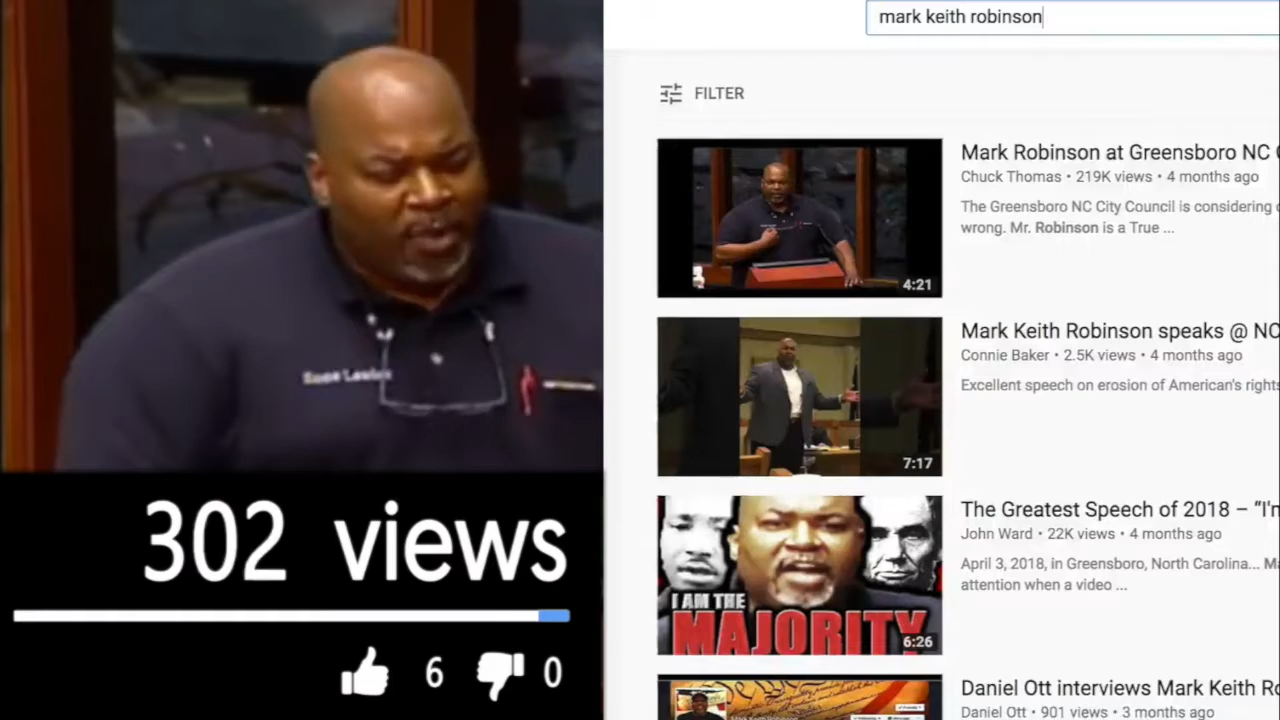 mark keith robinson
FILTER
Mark Robinson at Greensboro NC
Chuck Thomas • 219K views • 4 months ago
The Greensboro NC City Council is considering
wrong. Mr. Robinson is a True ...
4:21
Mark Keith Robinson speaks @ NC
Connie Baker • 2.5K views • 4 months ago
Excellent speech on erosion of American's rights
7:17
The Greatest Speech of 2018 – “I'm
John Ward • 22K views • 4 months ago
April 3, 2018, in Greensboro, North Carolina... Ma
attention when a video ...
I AM THE
MAJORITY
6:26
Daniel Ott interviews Mark Keith Ro
Daniel Ott • 901 views • 3 months ago
302 views
6 0